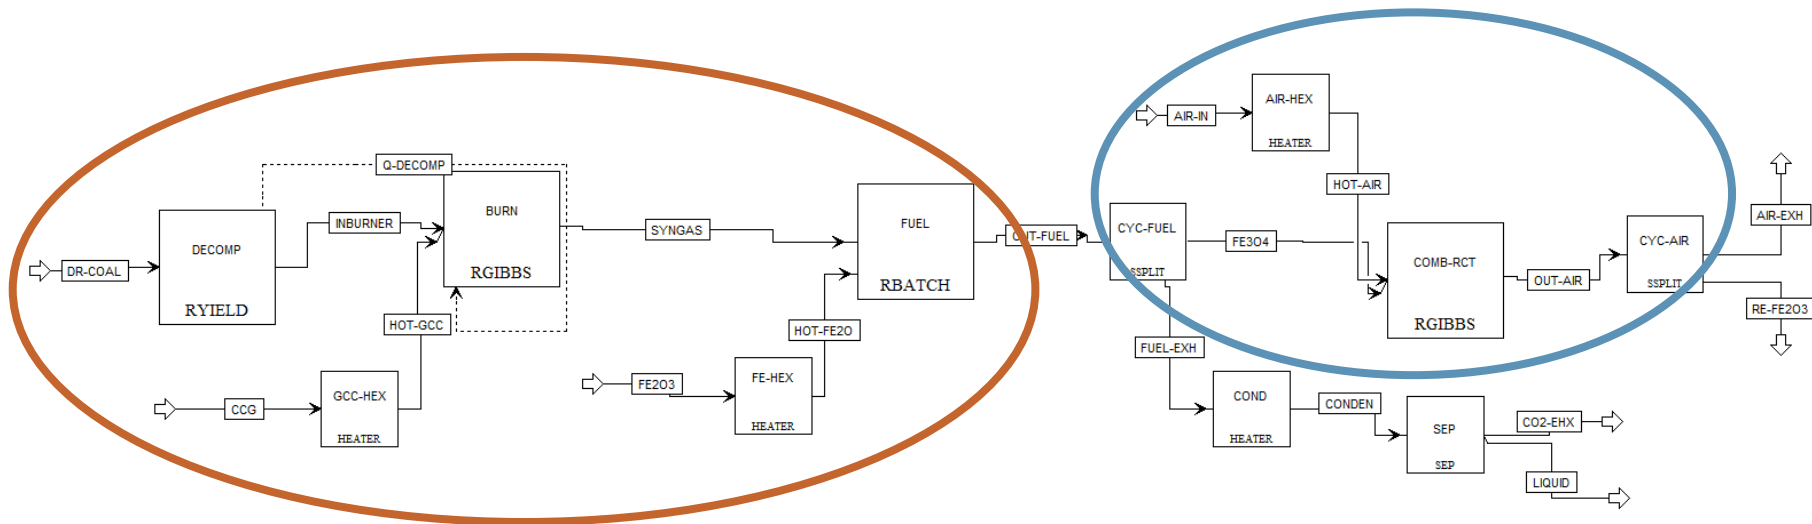 AIR-HEX
AIR-IN
HEATER
Q-DECOMP
HOT-AIR
BURN
INBURNER
SYNGAS
FUEL
AIR-EXH
CYC-FUEL
FE3O4
CYC-AIR
DECOMP
OUT-FUEL
COMB-RCT
DR-COAL
RGIBBS
SSPLIT
OUT-AIR
SSPLIT
RBATCH
RYIELD
RE-FE2O3
HOT-GCC
HOT-FE2O
RGIBBS
FUEL-EXH
FE2O3
FE-HEX
GCC-HEX
COND
CONDEN
CCG
HEATER
HEATER
HEATER
SEP
CO2-EHX
SEP
LIQUID